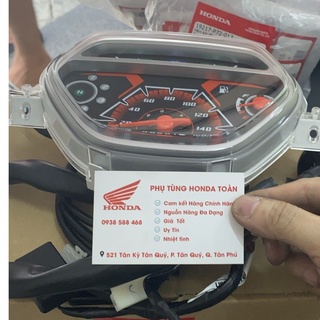 HONDA
N
40
60
80
100
120
140
PHỤ TÙNG HONDA TOÀN
HONDA
0938 588 468
Cam kết Hàng Chính Hãng
Nguồn Hàng Đa Dạng
Giá Tốt
Uy Tín
Nhiệt tình
521 Tân Kỳ Tân Quý, P. Tân Quý, Q. Tân Phú